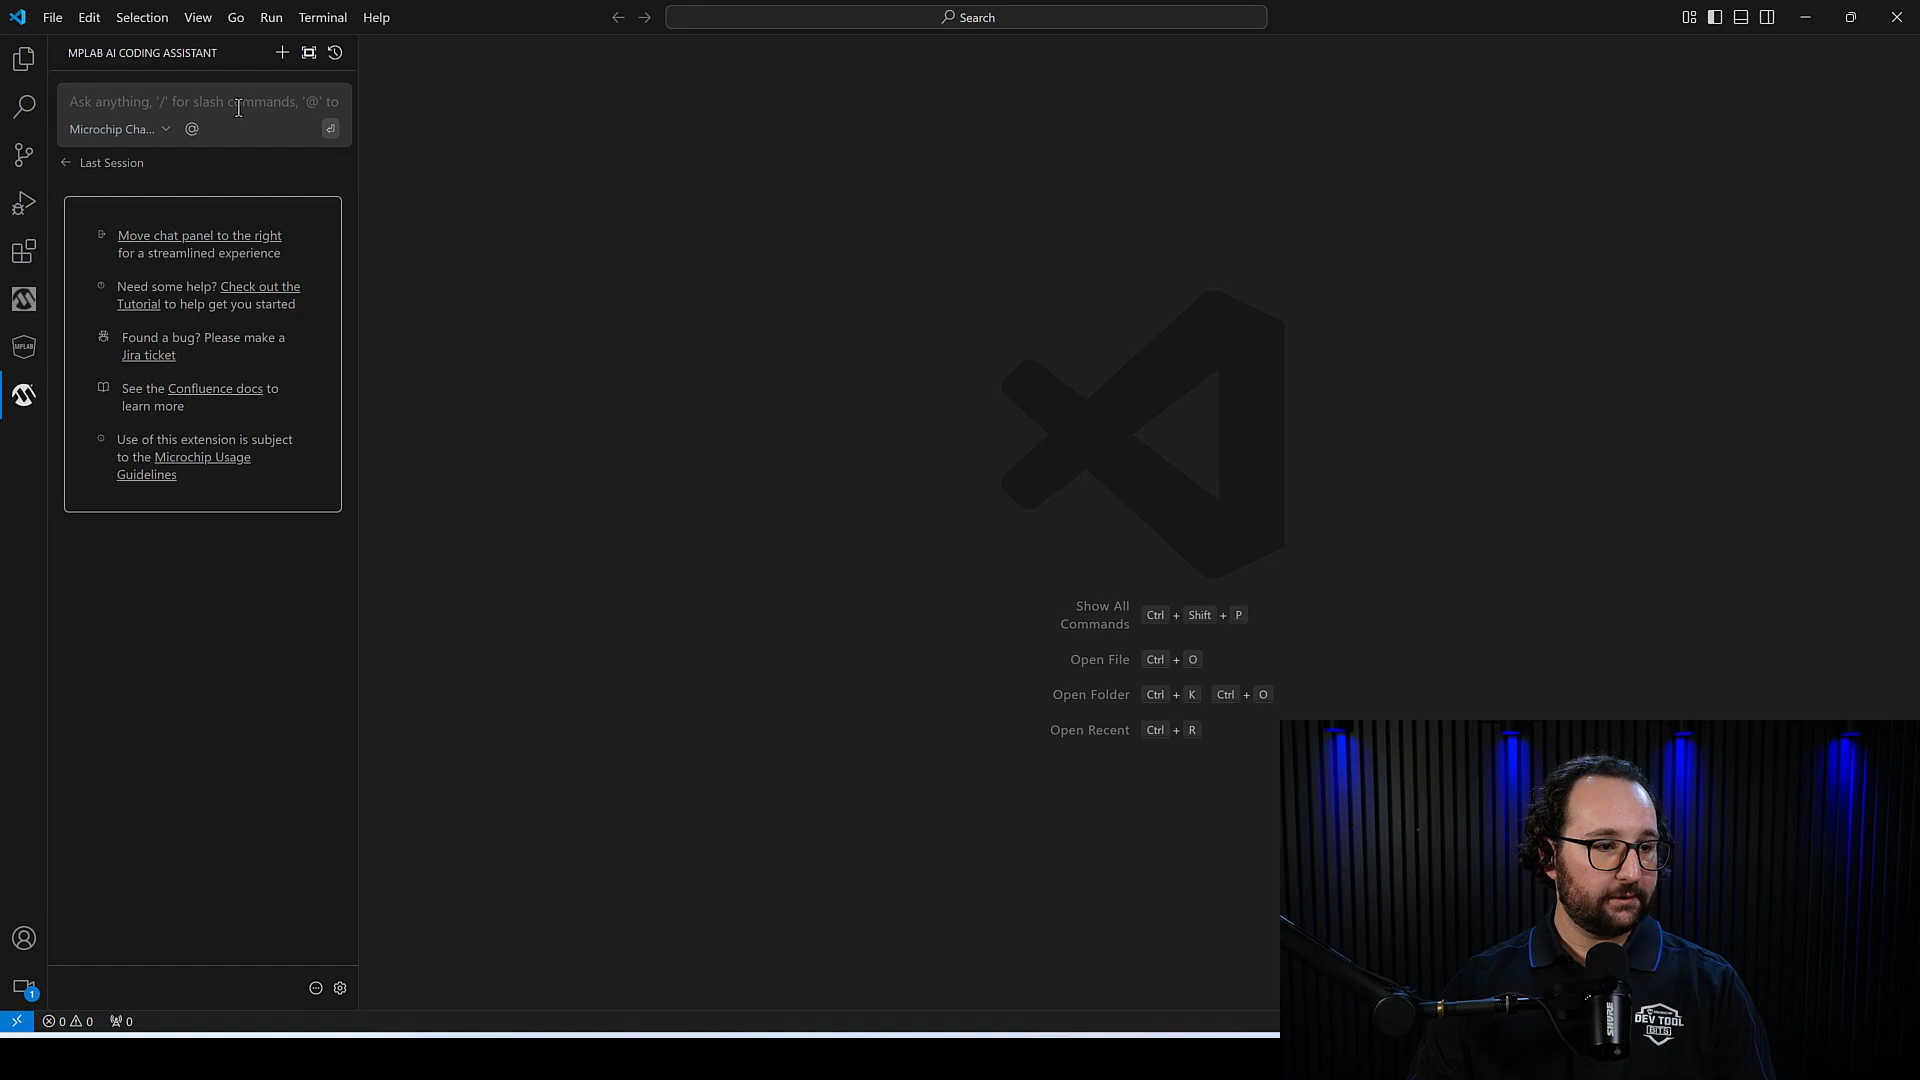 File Edit Selection View Go Run Terminal Help
Search
MPLAB AI CODING ASSISTANT
Ask anything, '/' for slash commands, '@' to
Microchip Cha...
@
Last Session
Move chat panel to the right
for a streamlined experience
Need some help? Check out the
Tutorial to help get you started
Found a bug? Please make a
Jira ticket
See the Confluence docs to
learn more
Use of this extension is subject
to the Microchip Usage
Guidelines
MPLAB
Show All
Commands
Ctrl + Shift + P
Open File Ctrl + O
Open Folder Ctrl + K Ctrl + O
Open Recent Ctrl + R
1
0 0 0
SHURE
DEV TOOL
BITS